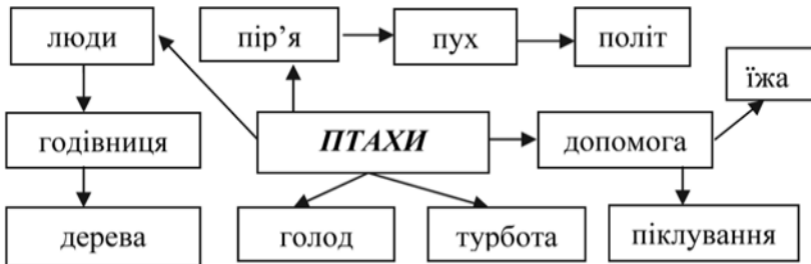 люди
пір’я
пух
політ
їжа
годівниця
ПТАХИ
допомога
дерева
голод
турбота
піклування